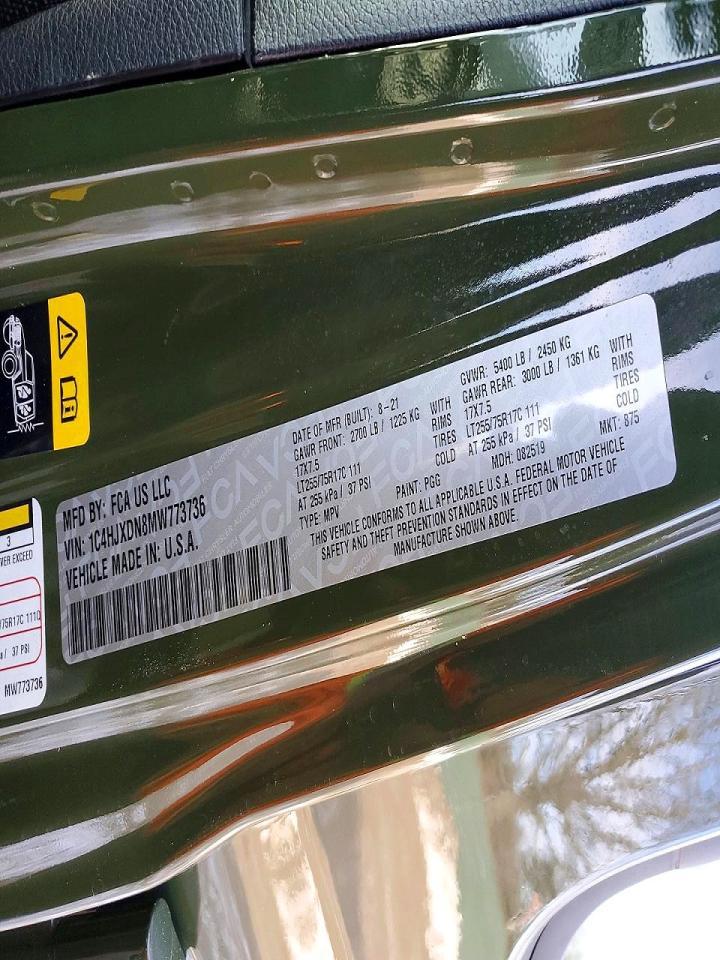 MFD BY: FCA US LLC
VIN: 1C4HJXDN8MW773736
VEHICLE MADE IN: U.S.A.
DATE OF MFR (BUILT): 8-21
GAWR FRONT: 2700 LB / 1225 KG WITH
17X7.5 RIMS
LT255/75R17C 111 TIRES
AT 255 kPa / 37 PSI COLD
TYPE: MPV
PAINT: PGG
GVWR: 5400 LB / 2450 KG
GAWR REAR: 3000 LB / 1361 KG WITH
17X7.5 RIMS
LT255/75R17C 111 TIRES
AT 255 kPa / 37 PSI COLD
MDH: 082519
MKT: 875
THIS VEHICLE CONFORMS TO ALL APPLICABLE U.S.A. FEDERAL MOTOR VEHICLE
SAFETY AND THEFT PREVENTION STANDARDS IN EFFECT ON THE DATE OF
MANUFACTURE SHOWN ABOVE.
3
VER EXCEED
/75R17C 111Q
/ 37 PSI
MW773736